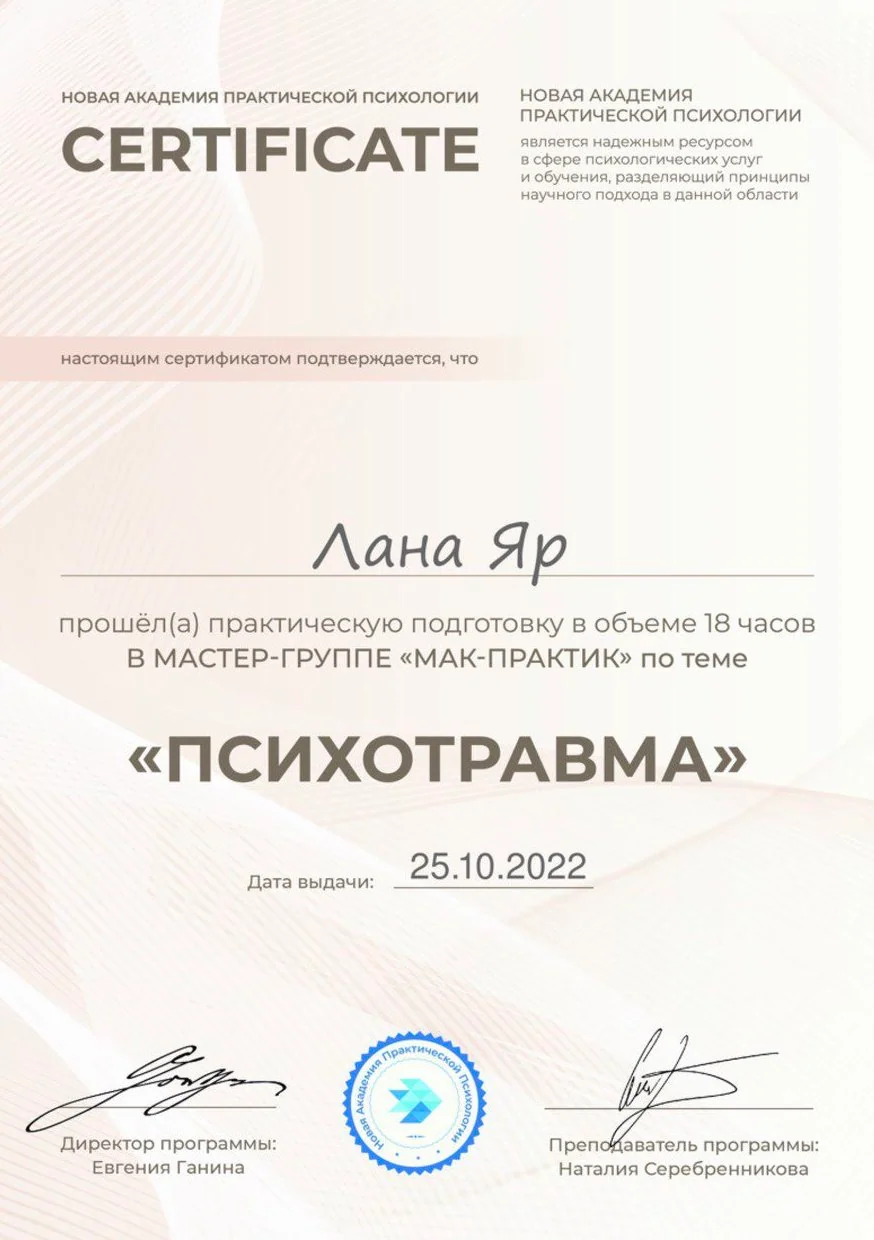 НОВАЯ АКАДЕМИЯ ПРАКТИЧЕСКОЙ ПСИХОЛОГИИ
CERTIFICATE
НОВАЯ АКАДЕМИЯ
ПРАКТИЧЕСКОЙ ПСИХОЛОГИИ
является надежным ресурсом
в сфере психологических услуг
и обучения, разделяющий принципы
научного подхода в данной области
настоящим сертификатом подтверждается, что
Лана Яр
прошёл(а) практическую подготовку в объеме 18 часов
В МАСТЕР-ГРУППЕ «МАК-ПРАКТИК» по теме
«ПСИХОТРАВМА»
Дата выдачи: 25.10.2022
Новая Академия Практической Психологии
Директор программы:
Евгения Ганина
Преподаватель программы:
Наталия Серебренникова